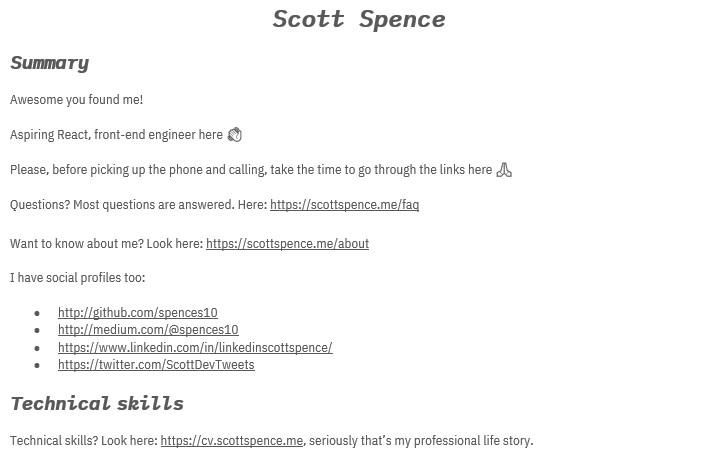 Scott Spence
Summary
Awesome you found me!
Aspiring React, front-end engineer here 👋
Please, before picking up the phone and calling, take the time to go through the links here 🙏
Questions? Most questions are answered. Here: https://scottspence.me/faq
Want to know about me? Look here: https://scottspence.me/about
I have social profiles too:
• http://github.com/spences10
• http://medium.com/@spences10
• https://www.linkedin.com/in/linkedinscottspence/
• https://twitter.com/ScottDevTweets
Technical skills
Technical skills? Look here: https://cv.scottspence.me, seriously that's my professional life story.